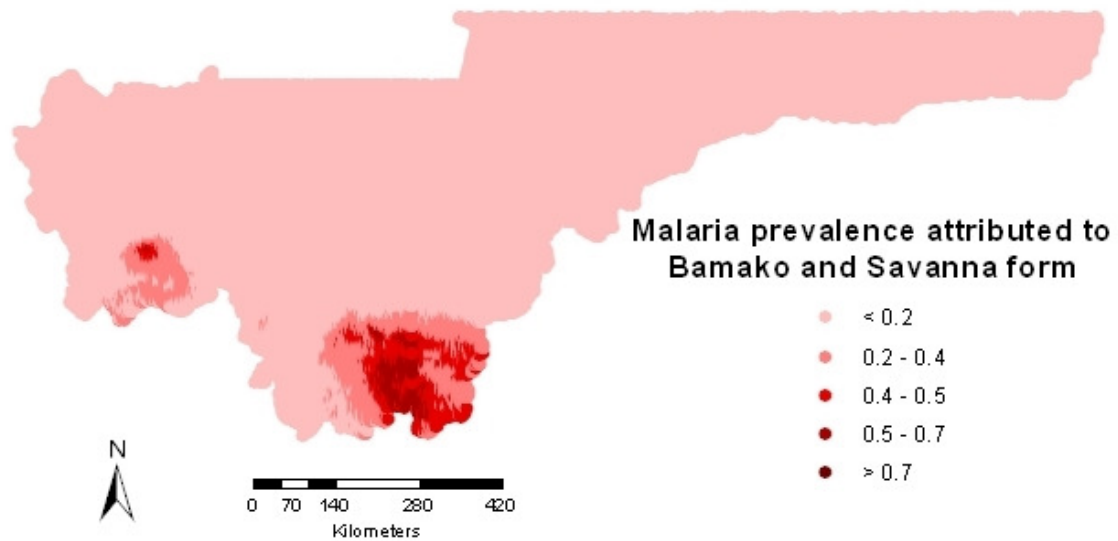 Malaria prevalence attributed to
Bamako and Savanna form
< 0.2
0.2 - 0.4
0.4 - 0.5
0.5 - 0.7
> 0.7
N
0 70 140 280 420
Kilometers